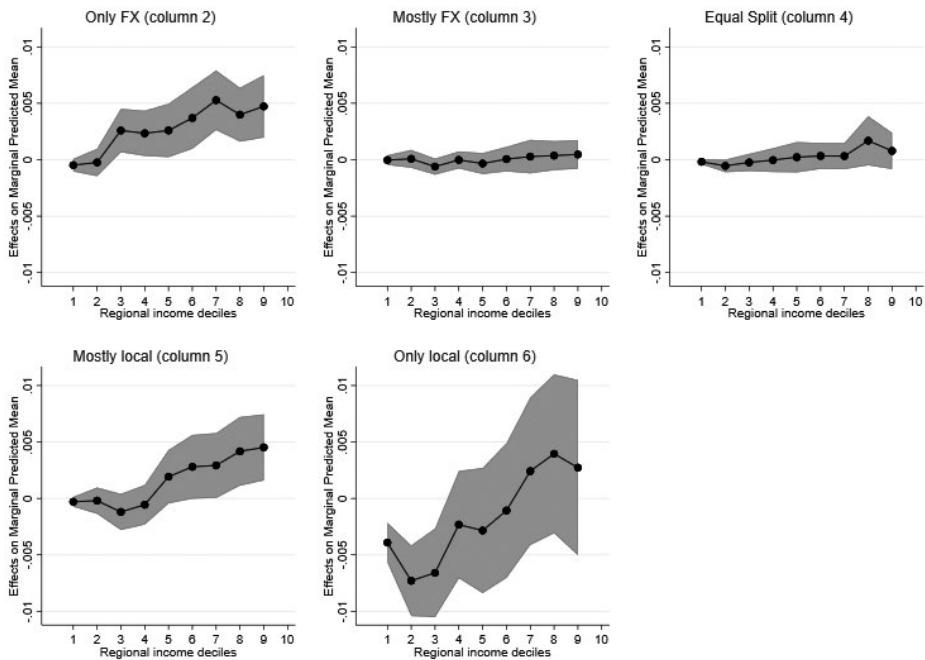 Only FX (column 2)
Effects on Marginal Predicted Mean
.01
.005
0
-.005
-.01
1 2 3 4 5 6 7 8 9 10
Regional income deciles
Mostly FX (column 3)
Effects on Marginal Predicted Mean
.01
.005
0
-.005
-.01
1 2 3 4 5 6 7 8 9 10
Regional income deciles
Equal Split (column 4)
Effects on Marginal Predicted Mean
.01
.005
0
-.005
-.01
1 2 3 4 5 6 7 8 9 10
Regional income deciles
Mostly local (column 5)
Effects on Marginal Predicted Mean
.01
.005
0
-.005
-.01
1 2 3 4 5 6 7 8 9 10
Regional income deciles
Only local (column 6)
Effects on Marginal Predicted Mean
.01
.005
0
-.005
-.01
1 2 3 4 5 6 7 8 9 10
Regional income deciles